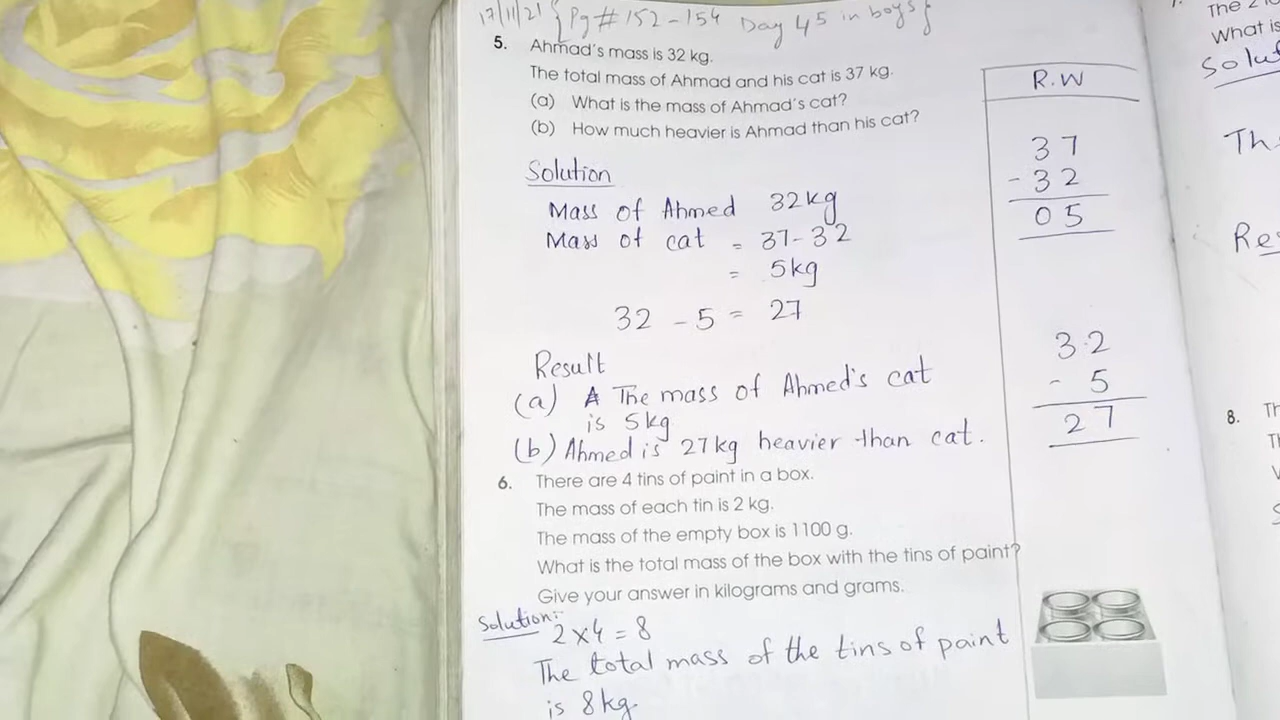 17/11/21 {Pg # 152-154 Day 45 in boys}
5. Ahmad's mass is 32 kg.
The total mass of Ahmad and his cat is 37 kg.
(a) What is the mass of Ahmad's cat?
(b) How much heavier is Ahmad than his cat?
Solution
Mass of Ahmed 32kg
Mass of cat = 37-32
= 5kg
32 - 5 = 27
Result
(a) A The mass of Ahmed's cat
is 5kg
(b) Ahmed is 27kg heavier than cat.
6. There are 4 tins of paint in a box.
The mass of each tin is 2 kg.
The mass of the empty box is 1100 g.
What is the total mass of the box with the tins of paint?
Give your answer in kilograms and grams.
Solution:-
2x4 = 8
The total mass of the tins of paint
is 8kg.
R.W
37
- 32
05
32
- 5
27
The
What is
Th
8.